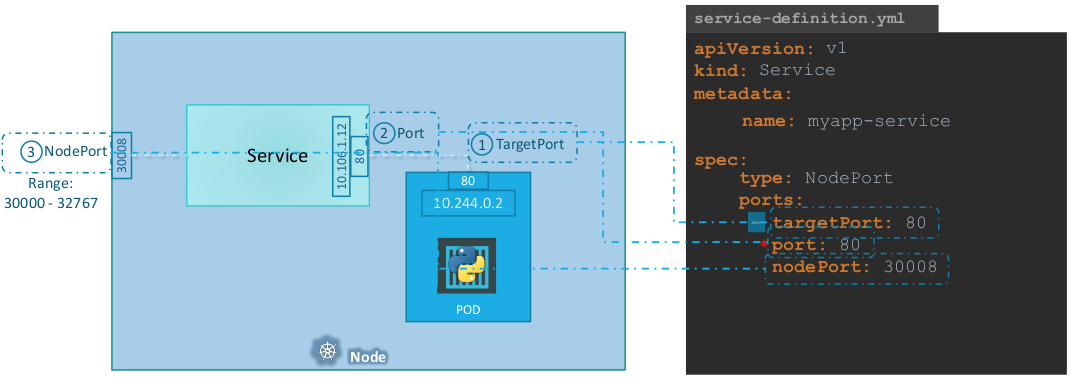 service-definition.yml
apiVersion: v1
kind: Service
metadata:
name: myapp-service
spec:
type: NodePort
ports:
- targetPort: 80
* port: 80
nodePort: 30008
3 NodePort
Range:
30000 - 32767
30008
Service
10.106.1.12
80
2 Port
1 TargetPort
80
10.244.0.2
POD
Node